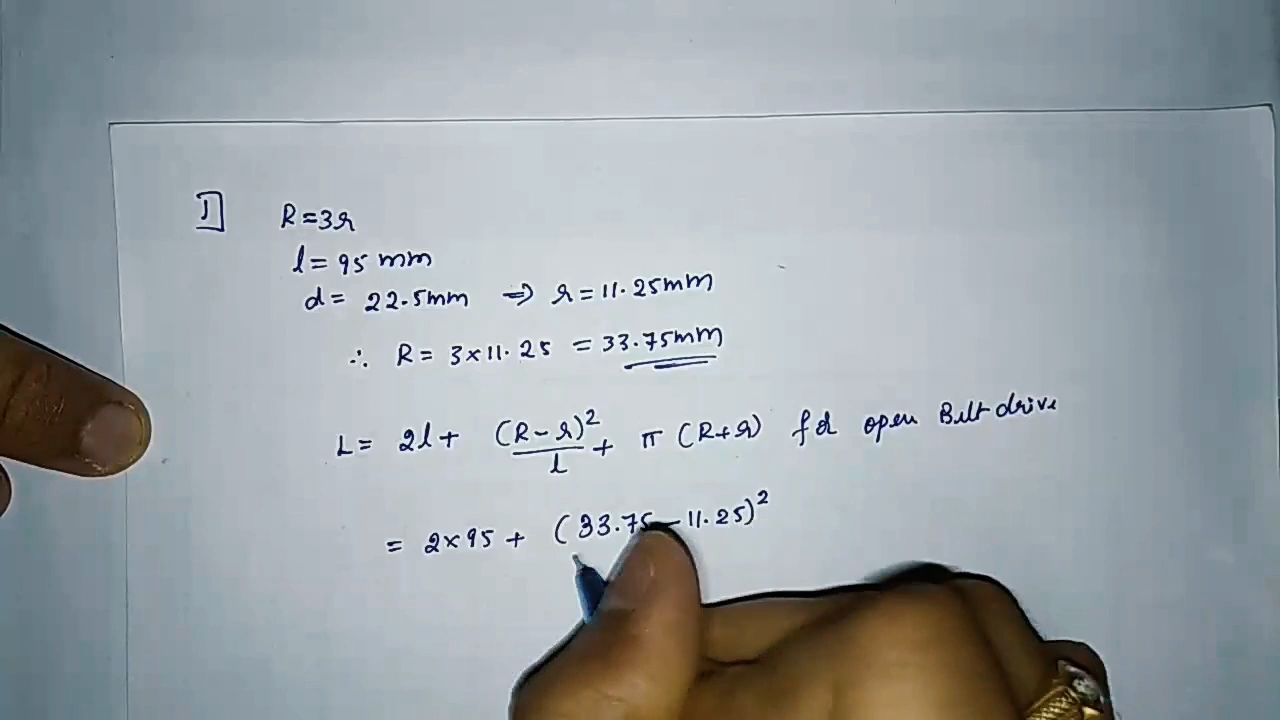 1] R=3r
l= 95 mm
d= 22.5mm ⇒ r=11.25mm
∴ R= 3×11.25 = 33.75mm
L= 2l+ (R-r)²/l + π (R+r) for open Belt drive
= 2×95 + (33.75-11.25)²